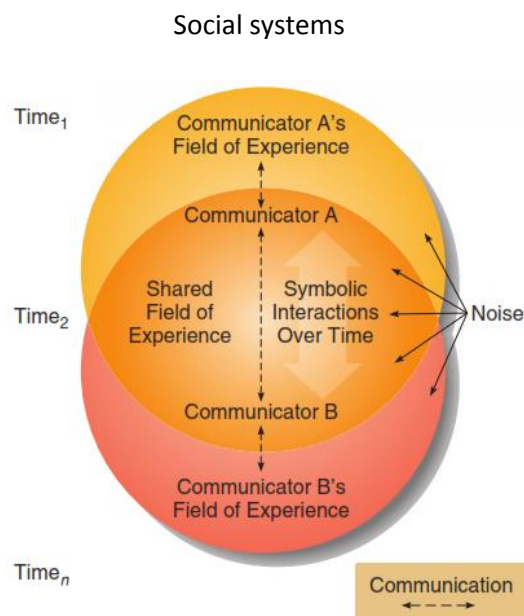 Social systems
Time₁
Communicator A's
Field of Experience
Communicator A
Shared
Field of
Experience
Symbolic
Interactions
Over Time
Time₂
Noise
Communicator B
Communicator B's
Field of Experience
Timeₙ
Communication